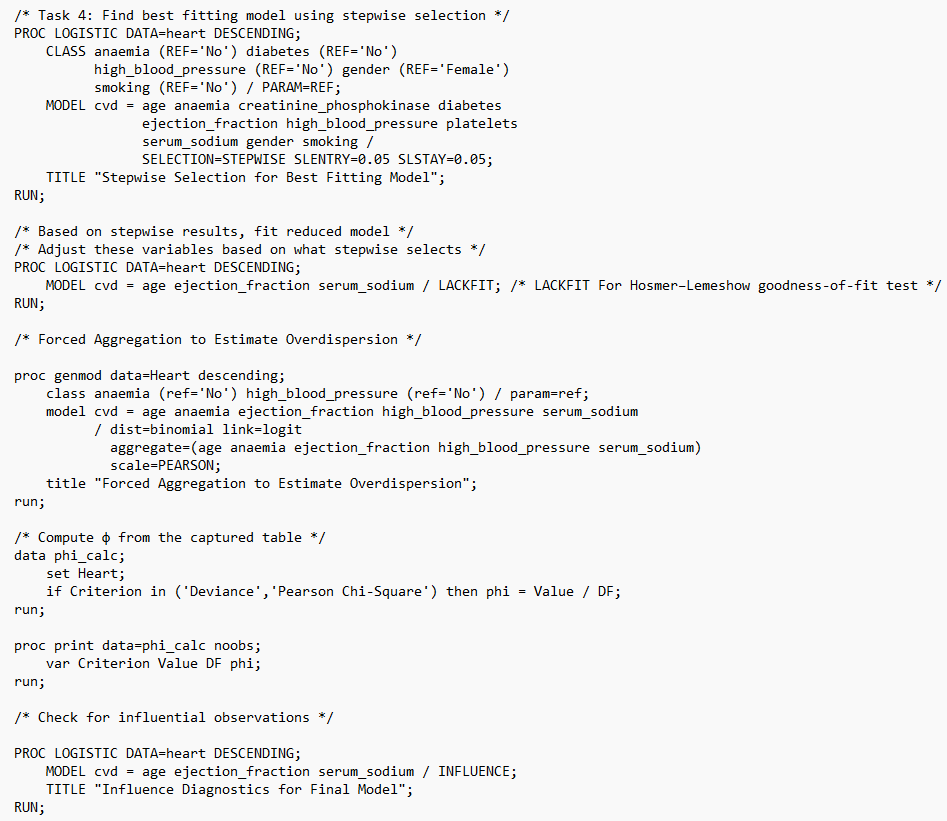 /* Task 4: Find best fitting model using stepwise selection */
PROC LOGISTIC DATA=heart DESCENDING;
    CLASS anaemia (REF='No') diabetes (REF='No')
          high_blood_pressure (REF='No') gender (REF='Female')
          smoking (REF='No') / PARAM=REF;
    MODEL cvd = age anaemia creatinine_phosphokinase diabetes
                ejection_fraction high_blood_pressure platelets
                serum_sodium gender smoking /
                SELECTION=STEPWISE SLENTRY=0.05 SLSTAY=0.05;
    TITLE "Stepwise Selection for Best Fitting Model";
RUN;

/* Based on stepwise results, fit reduced model */
/* Adjust these variables based on what stepwise selects */
PROC LOGISTIC DATA=heart DESCENDING;
    MODEL cvd = age ejection_fraction serum_sodium / LACKFIT; /* LACKFIT For Hosmer–Lemeshow goodness-of-fit test */
RUN;

/* Forced Aggregation to Estimate Overdispersion */

proc genmod data=Heart descending;
    class anaemia (ref='No') high_blood_pressure (ref='No') / param=ref;
    model cvd = age anaemia ejection_fraction high_blood_pressure serum_sodium
          / dist=binomial link=logit
            aggregate=(age anaemia ejection_fraction high_blood_pressure serum_sodium)
            scale=PEARSON;
    title "Forced Aggregation to Estimate Overdispersion";
run;

/* Compute ϕ from the captured table */
data phi_calc;
    set Heart;
    if Criterion in ('Deviance','Pearson Chi-Square') then phi = Value / DF;
run;

proc print data=phi_calc noobs;
    var Criterion Value DF phi;
run;

/* Check for influential observations */

PROC LOGISTIC DATA=heart DESCENDING;
    MODEL cvd = age ejection_fraction serum_sodium / INFLUENCE;
    TITLE "Influence Diagnostics for Final Model";
RUN;